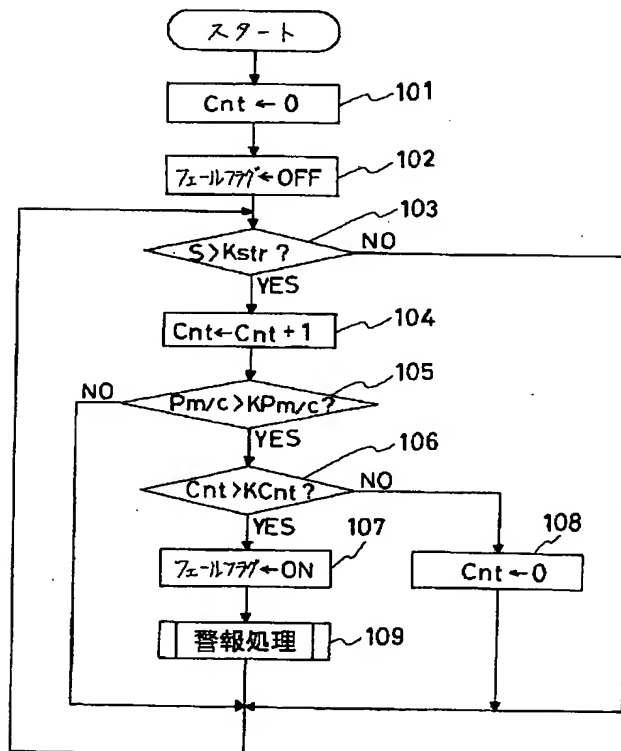 スタート
Cnt ← 0
101
フェールフラグ←OFF
102
103
S>Kstr ?
NO
YES
Cnt←Cnt + 1
104
NO
Pm/c>KPm/c?
105
YES
106
Cnt>KCnt ?
NO
YES
107
フェールフラグ←ON
108
Cnt ← 0
警報処理
109